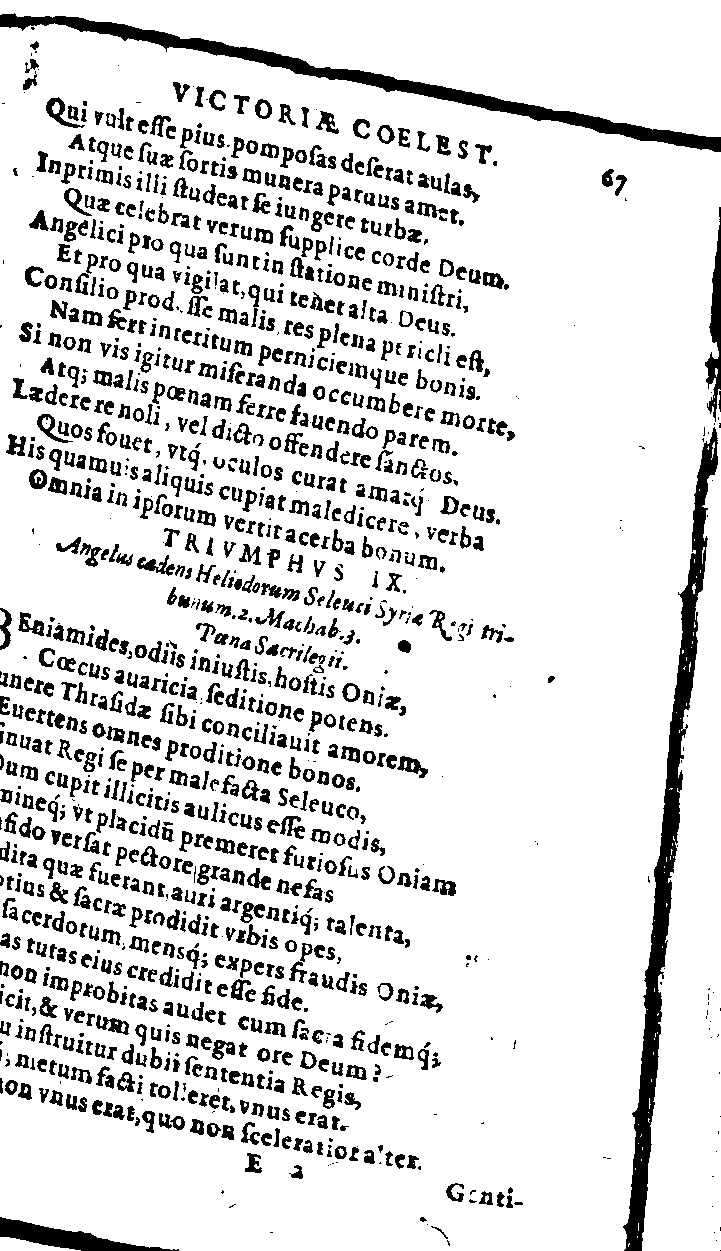 VICTORIÆ COELEST. 67
Qui vult eſſe pius pompoſas deſerat aulas,
Atque ſuæ ſortis munera paruus amet.
Inprimis illi ſtudeat ſe iungere turbæ,
Quæ celebrat verum ſupplice corde Deum.
Angelici pro qua ſunt in ſtatione miniſtri,
Et pro qua vigilat, qui tenet alta Deus.
Conſilio prod.ſſe malis res plena pericli eſt,
Nam fert interitum perniciemque bonis.
Si non vis igitur miſeranda occumbere morte,
Atq; malis pœnam ferre fauendo parem.
Lædere re noli, vel dicto offendere ſanctos.
Quos fouet, vtq́. oculos curat amatq́ Deus.
His quamuis aliquis cupiat maledicere, verba
Omnia in ipſorum vertit acerba bonum.
TRIVMPHVS IX.
Angelus cædens Heliodorum Seleuci Syriæ Regi tri-
bunum. 2. Machab. 3.
Pœna Sacrilegii.
BEniamides, odiis iniuſtis, hoſtis Oniæ,
Cœcus auaricia ſeditione potens.
unere Thraſidæ ſibi conciliauit amorem,
Euertens omnes proditione bonos.
inuat Regi ſe per malefacta Seleuco,
Dum cupit illicitis aulicus eſſe modis,
mineq́; vt placidũ premeret furioſus Oniam
fido verſat pectore grande nefas
dita quæ fuerant, auri argentiq́; talenta,
otius & ſacræ prodidit vrbis opes,
ſacerdotum, mensq́; expers fraudis Oniæ,
as tutas eius credidit eſſe fide.
non improbitas audet cum ſacra fidemq́;
icit, & verum quis negat ore Deum?
u inſtruitur dubii ſententia Regis,
; metum facti tolleret, vnus erat.
non vnus erat, quo non ſceleratior alter.
E 2
Genti-